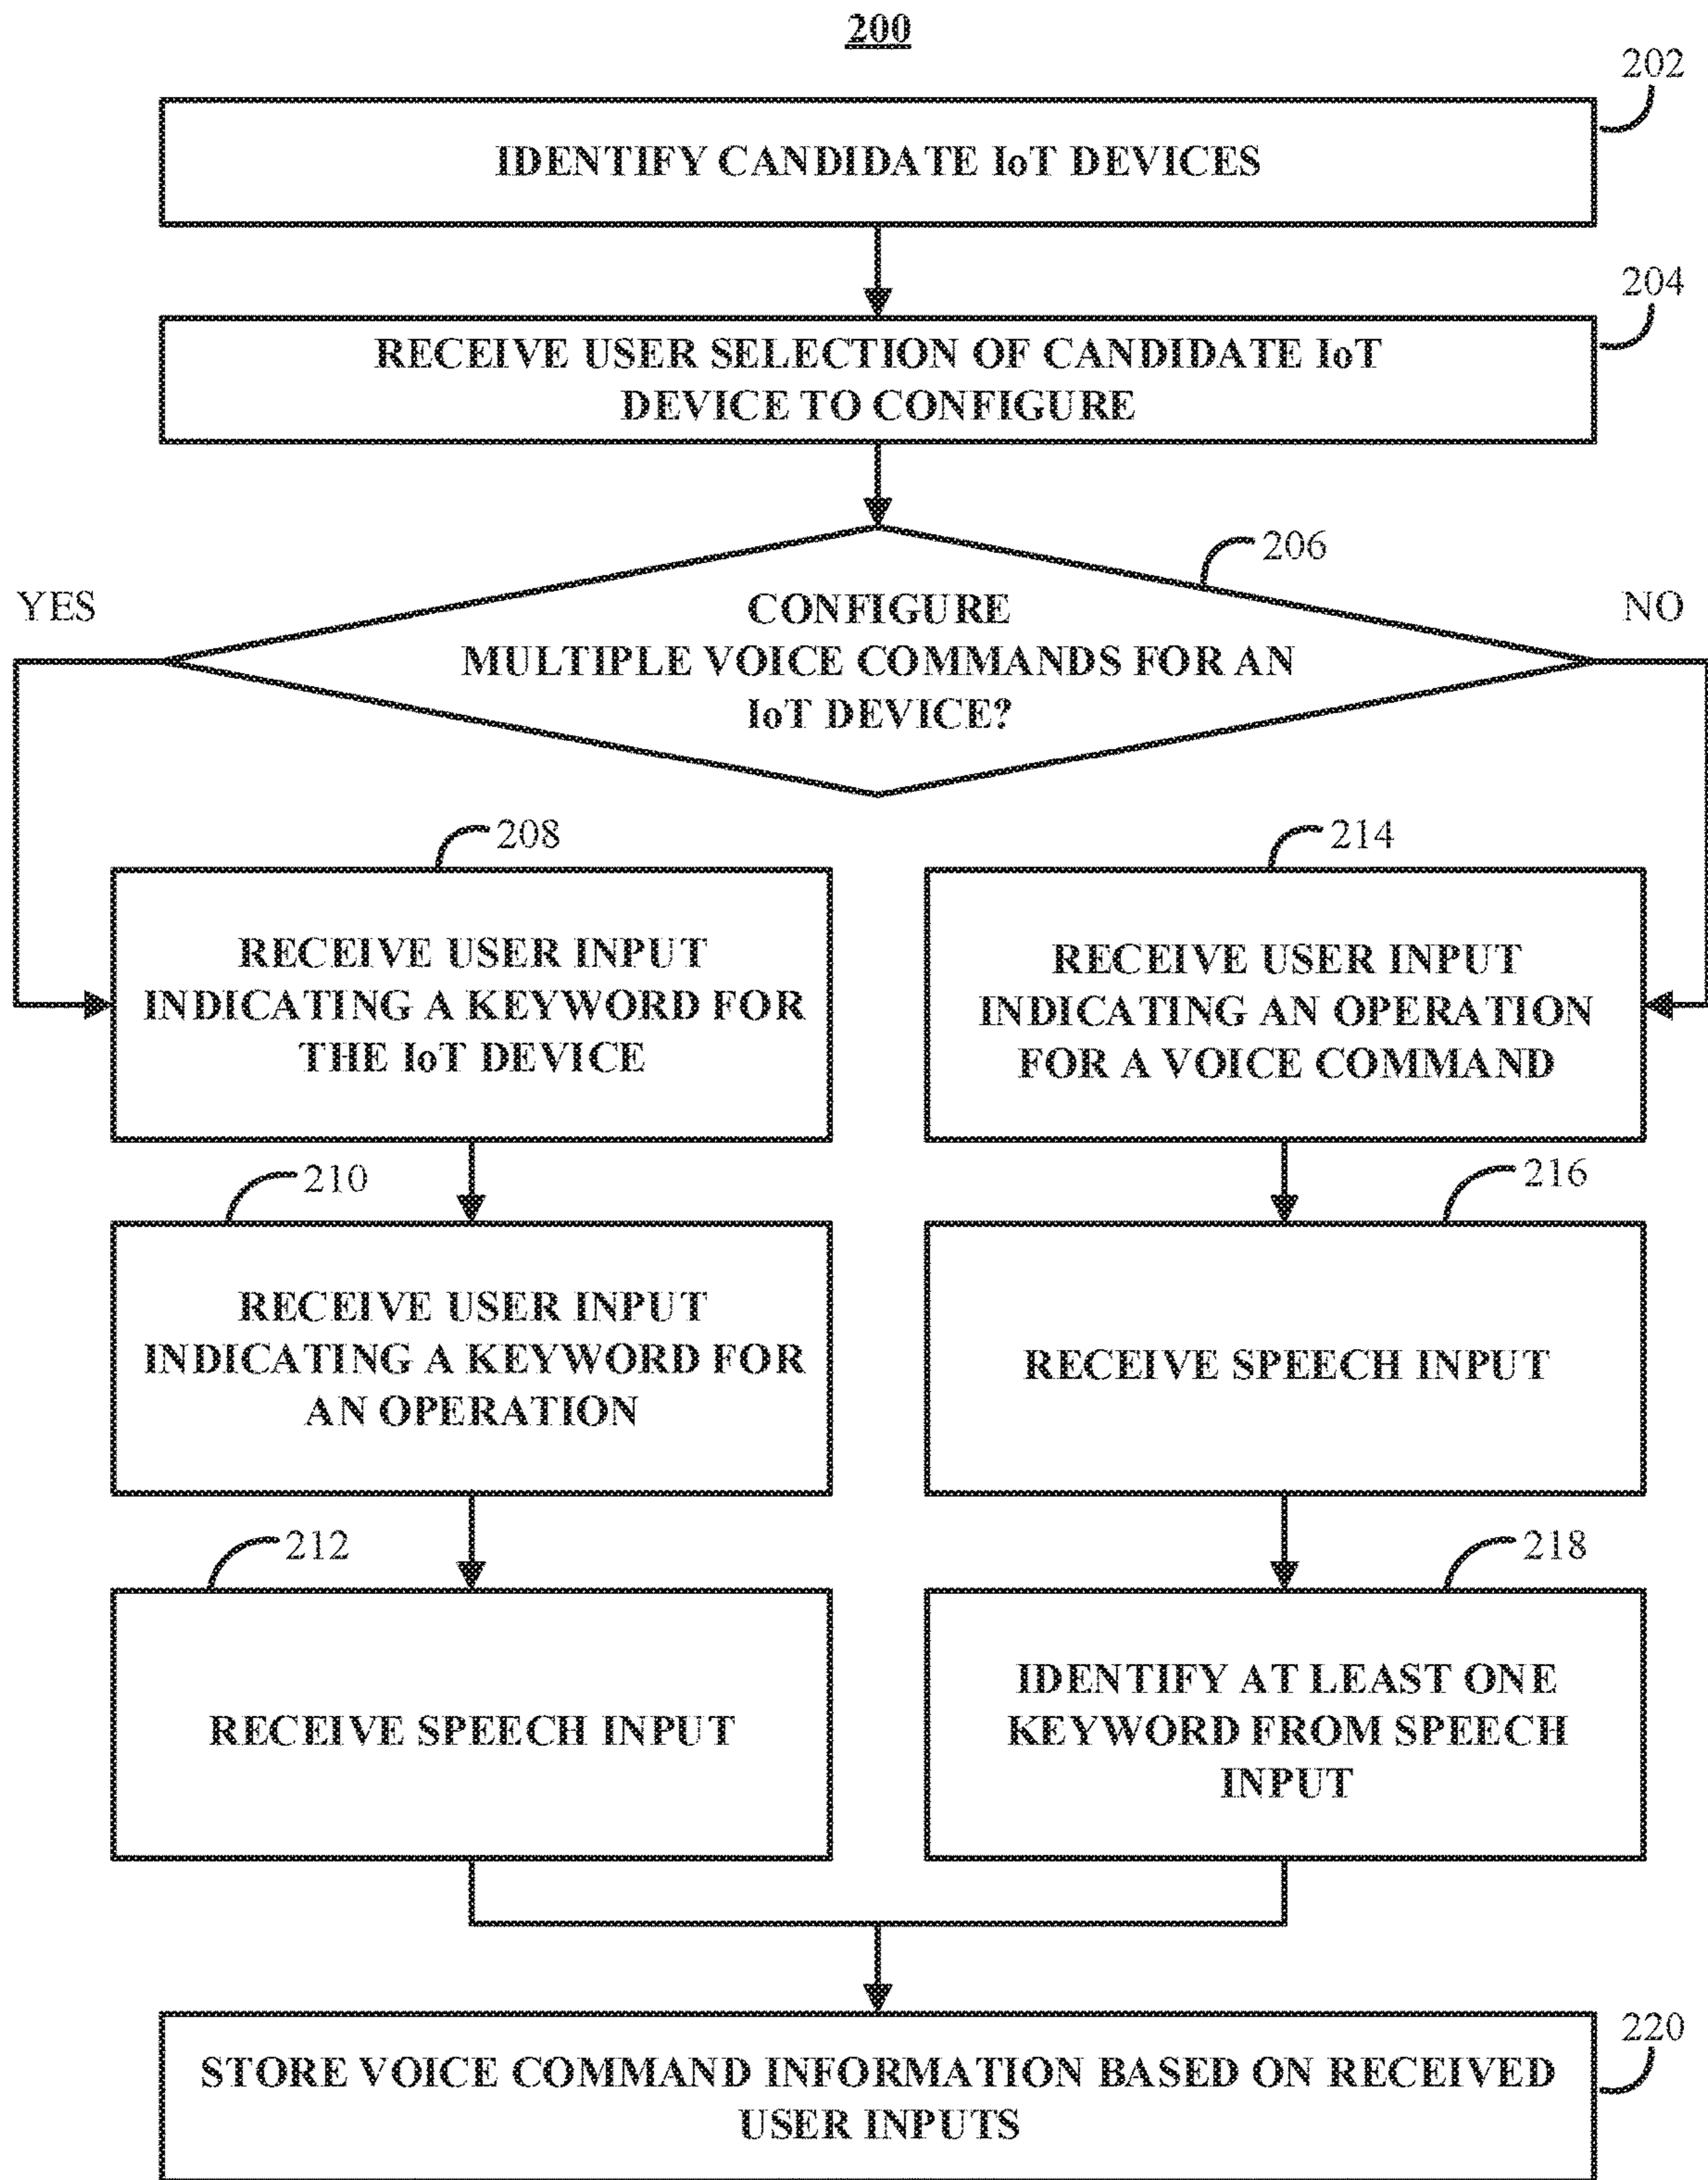 200
202
IDENTIFY CANDIDATE IoT DEVICES
204
RECEIVE USER SELECTION OF CANDIDATE IoT
DEVICE TO CONFIGURE
206
YES
NO
CONFIGURE
MULTIPLE VOICE COMMANDS FOR AN
IoT DEVICE?
208
RECEIVE USER INPUT
INDICATING A KEYWORD FOR
THE IoT DEVICE
210
RECEIVE USER INPUT
INDICATING A KEYWORD FOR
AN OPERATION
212
RECEIVE SPEECH INPUT
214
RECEIVE USER INPUT
INDICATING AN OPERATION
FOR A VOICE COMMAND
216
RECEIVE SPEECH INPUT
218
IDENTIFY AT LEAST ONE
KEYWORD FROM SPEECH
INPUT
220
STORE VOICE COMMAND INFORMATION BASED ON RECEIVED
USER INPUTS